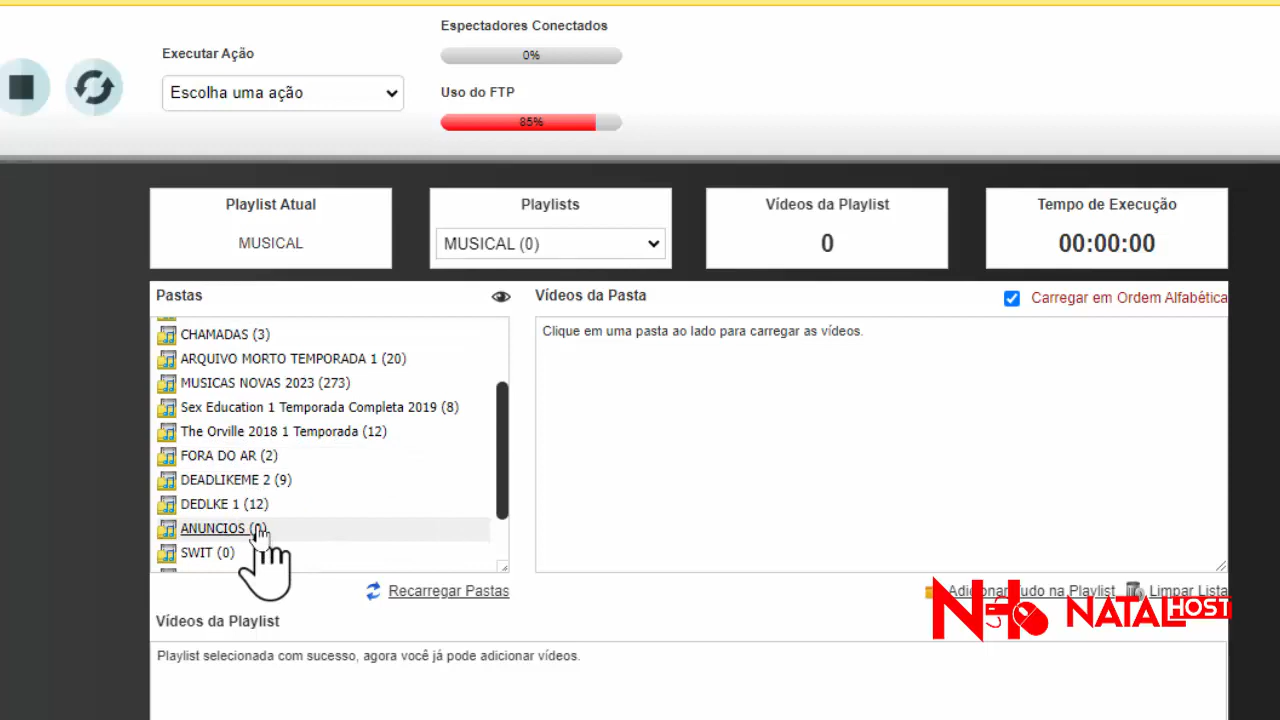 Espectadores Conectados
0%
Executar Ação
Escolha uma ação
Uso do FTP
85%
Playlist Atual
MUSICAL
Playlists
MUSICAL (0)
Vídeos da Playlist
0
Tempo de Execução
00:00:00
Pastas
CHAMADAS (3)
ARQUIVO MORTO TEMPORADA 1 (20)
MUSICAS NOVAS 2023 (273)
Sex Education 1 Temporada Completa 2019 (8)
The Orville 2018 1 Temporada (12)
FORA DO AR (2)
DEADLIKEME 2 (9)
DEDLKE 1 (12)
ANUNCIOS (0)
SWIT (0)
Recarregar Pastas
Vídeos da Pasta
Carregar em Ordem Alfabética
Clique em uma pasta ao lado para carregar as vídeos.
Adicionar Tudo na Playlist
Limpar Lista
NH
NATAL HOST
Vídeos da Playlist
Playlist selecionada com sucesso, agora você já pode adicionar vídeos.